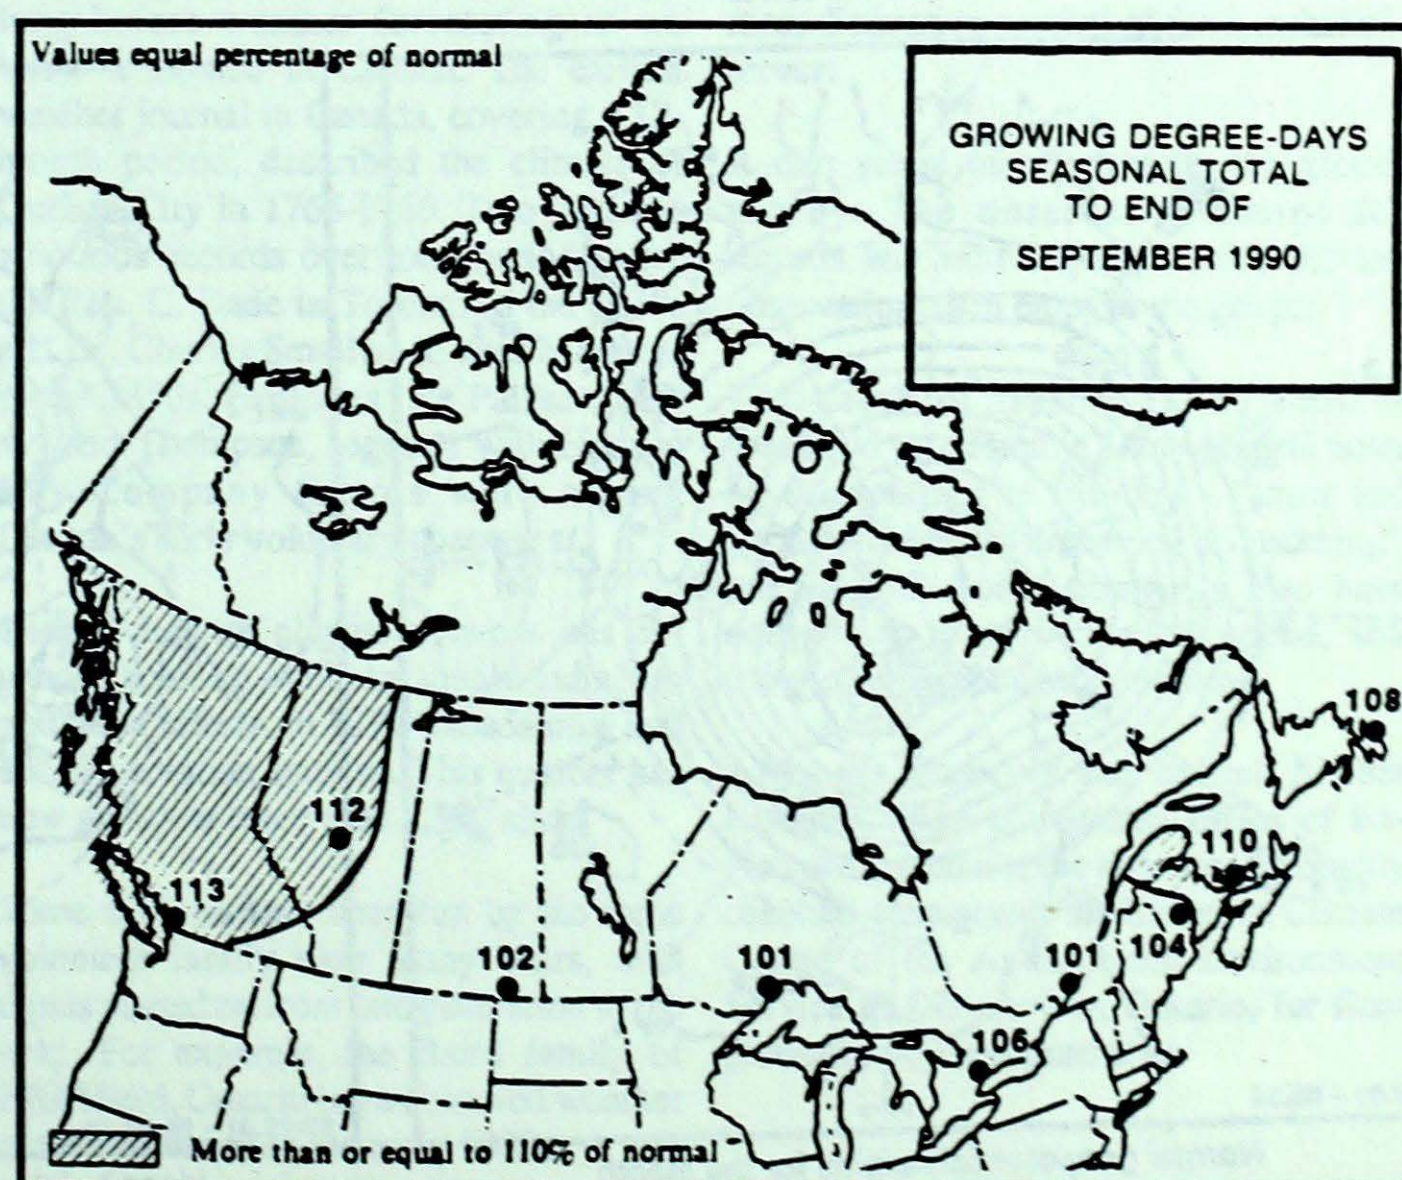 Values equal percentage of normal
GROWING DEGREE-DAYS
SEASONAL TOTAL
TO END OF
SEPTEMBER 1990
108
112
110
113
104
102
101
101
106
More than or equal to 110% of normal